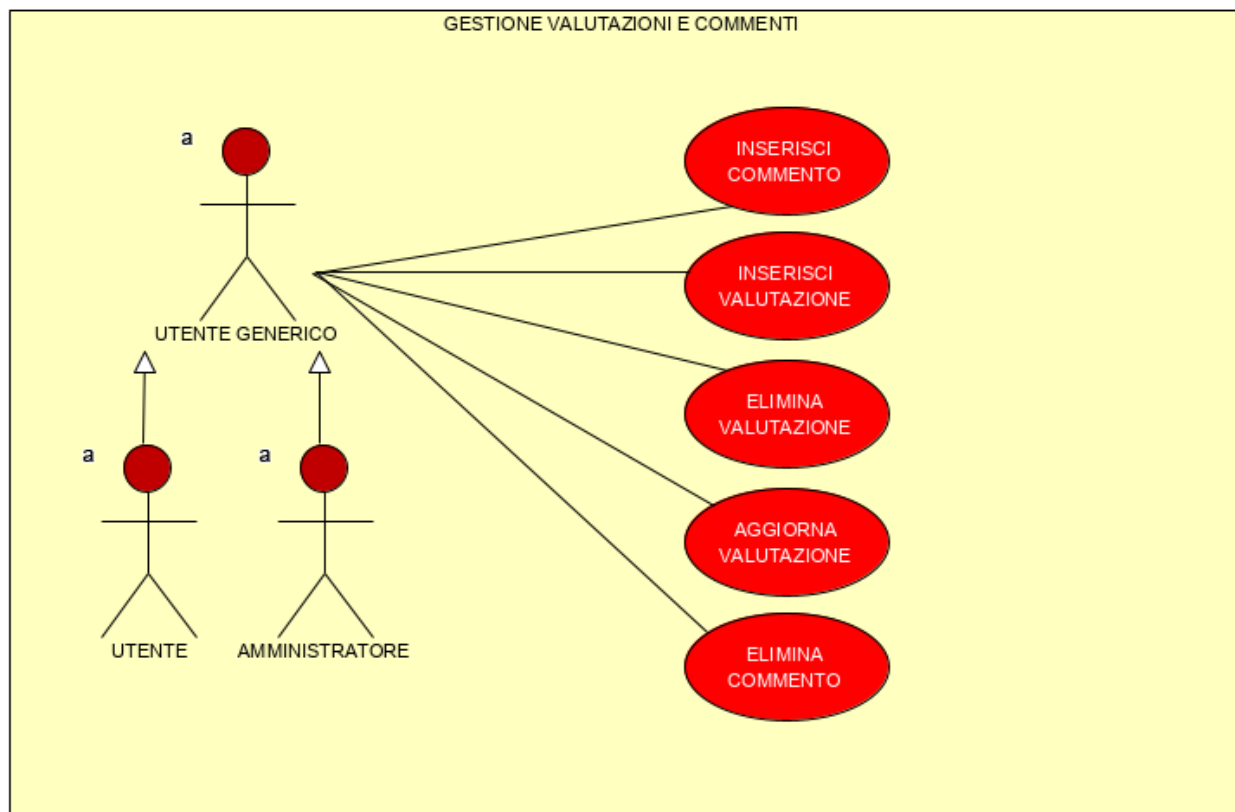 GESTIONE VALUTAZIONI E COMMENTI
a
UTENTE GENERICO
a
UTENTE
a
AMMINISTRATORE
INSERISCI
COMMENTO
INSERISCI
VALUTAZIONE
ELIMINA
VALUTAZIONE
AGGIORNA
VALUTAZIONE
ELIMINA
COMMENTO